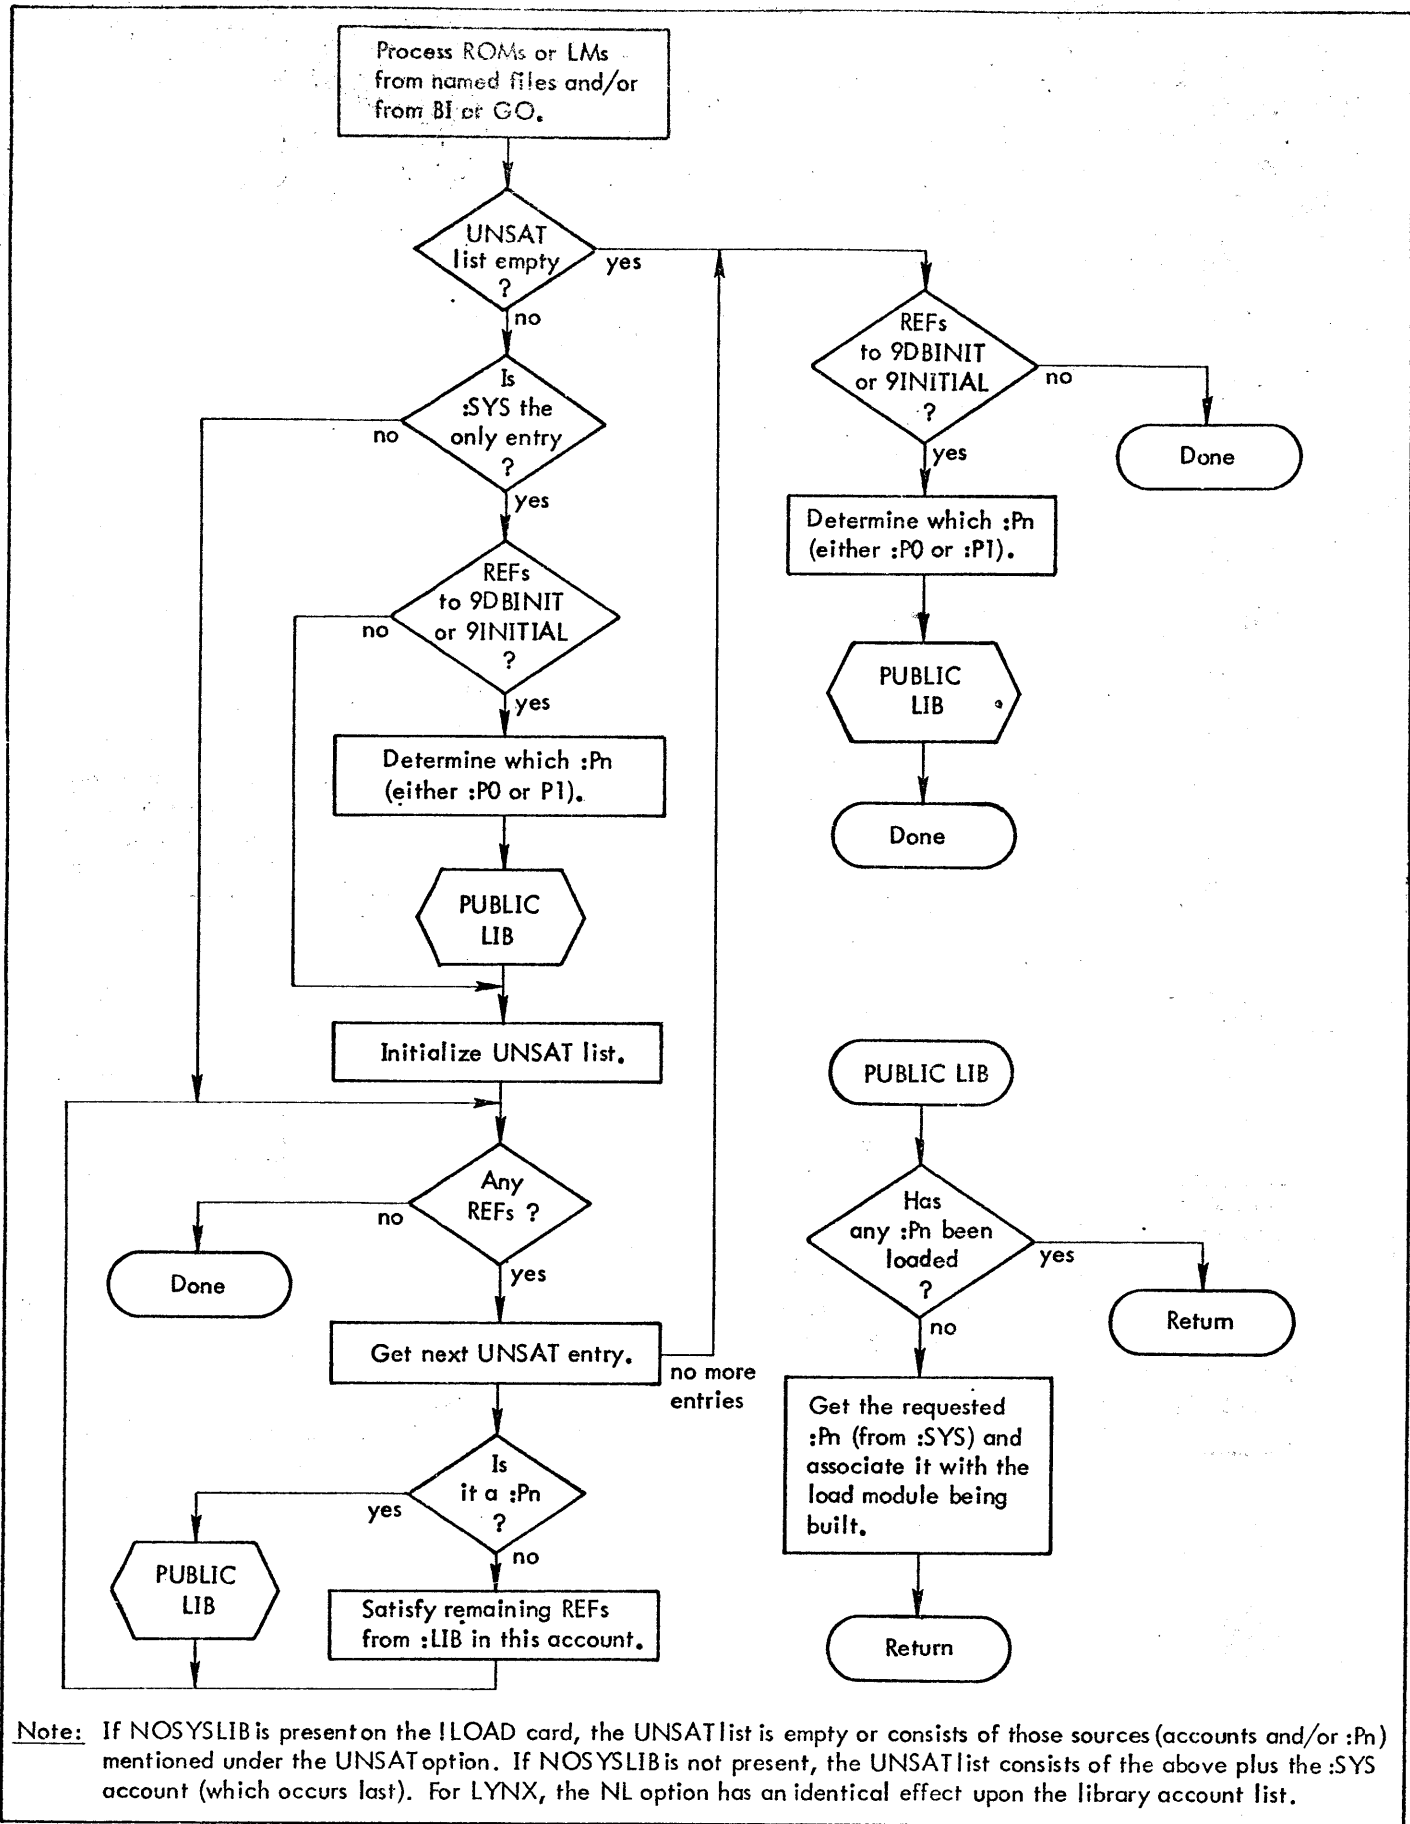 Process ROMs or LMs
from named files and/or
from BI or GO.
UNSAT
list empty
?
yes
no
Is
:SYS the
only entry
?
no
yes
REFs
to 9DBINIT
or 9INITIAL
?
no
yes
Determine which :Pn
(either :P0 or P1).
PUBLIC
LIB
Initialize UNSAT list.
Any
REFs ?
no
yes
Done
Get next UNSAT entry.
no more
entries
Is
it a :Pn
?
yes
no
PUBLIC
LIB
Satisfy remaining REFs
from :LIB in this account.
REFs
to 9DBINIT
or 9INITIAL
?
no
yes
Done
Determine which :Pn
(either :P0 or :P1).
PUBLIC
LIB
Done
PUBLIC LIB
Has
any :Pn been
loaded
?
yes
no
Return
Get the requested
:Pn (from :SYS) and
associate it with the
load module being
built.
Return
Note: If NOSYSLIB is present on the !LOAD card, the UNSAT list is empty or consists of those sources (accounts and/or :Pn)
mentioned under the UNSAT option. If NOSYSLIB is not present, the UNSAT list consists of the above plus the :SYS
account (which occurs last). For LYNX, the NL option has an identical effect upon the library account list.